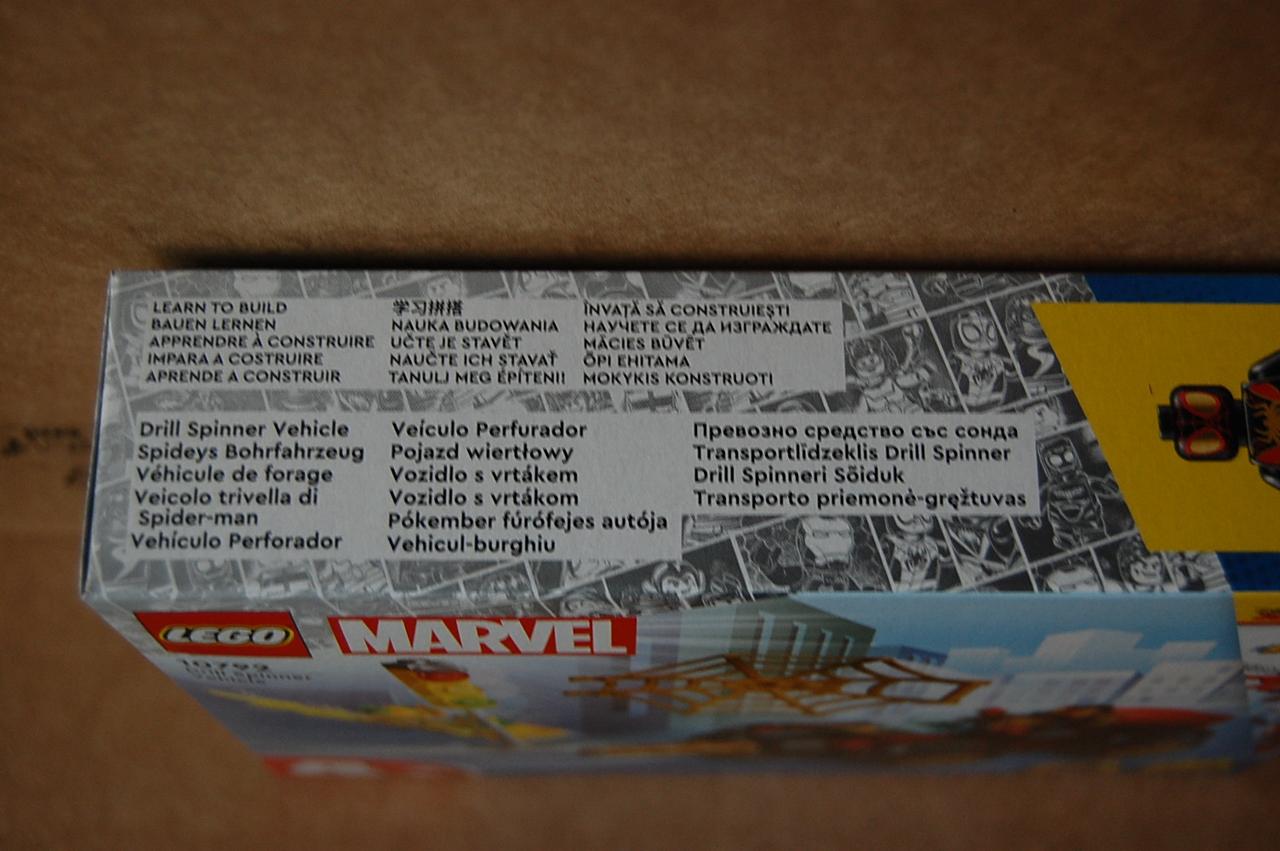 LEARN TO BUILD
BAUEN LERNEN
APPRENDRE À CONSTRUIRE
IMPARA A COSTRUIRE
APRENDE A CONSTRUIR
学习拼搭
NAUKA BUDOWANIA
UČTE JE STAVĚT
NAUČTE ICH STAVAŤ
TANULJ MEG ÉPÍTENI!
ÎNVAȚĂ SĂ CONSTRUIEȘTI
НАУЧЕТЕ СЕ ДА ИЗГРАЖДАТЕ
MĀCIES BŪVĒT
ÕPI EHITAMA
MOKYKIS KONSTRUOTI
Drill Spinner Vehicle
Spideys Bohrfahrzeug
Véhicule de forage
Veicolo trivella di
Spider-man
Vehículo Perforador
Veículo Perfurador
Pojazd wiertłowy
Vozidlo s vrtákem
Vozidlo s vrtákom
Pókember fúrófejes autója
Vehicul-burghiu
Превозно средство със сонда
Transportlīdzeklis Drill Spinner
Drill Spinneri Sõiduk
Transporto priemonė-gręžtuvas
LEGO
MARVEL
10792
Drill Spinner
Vehicle